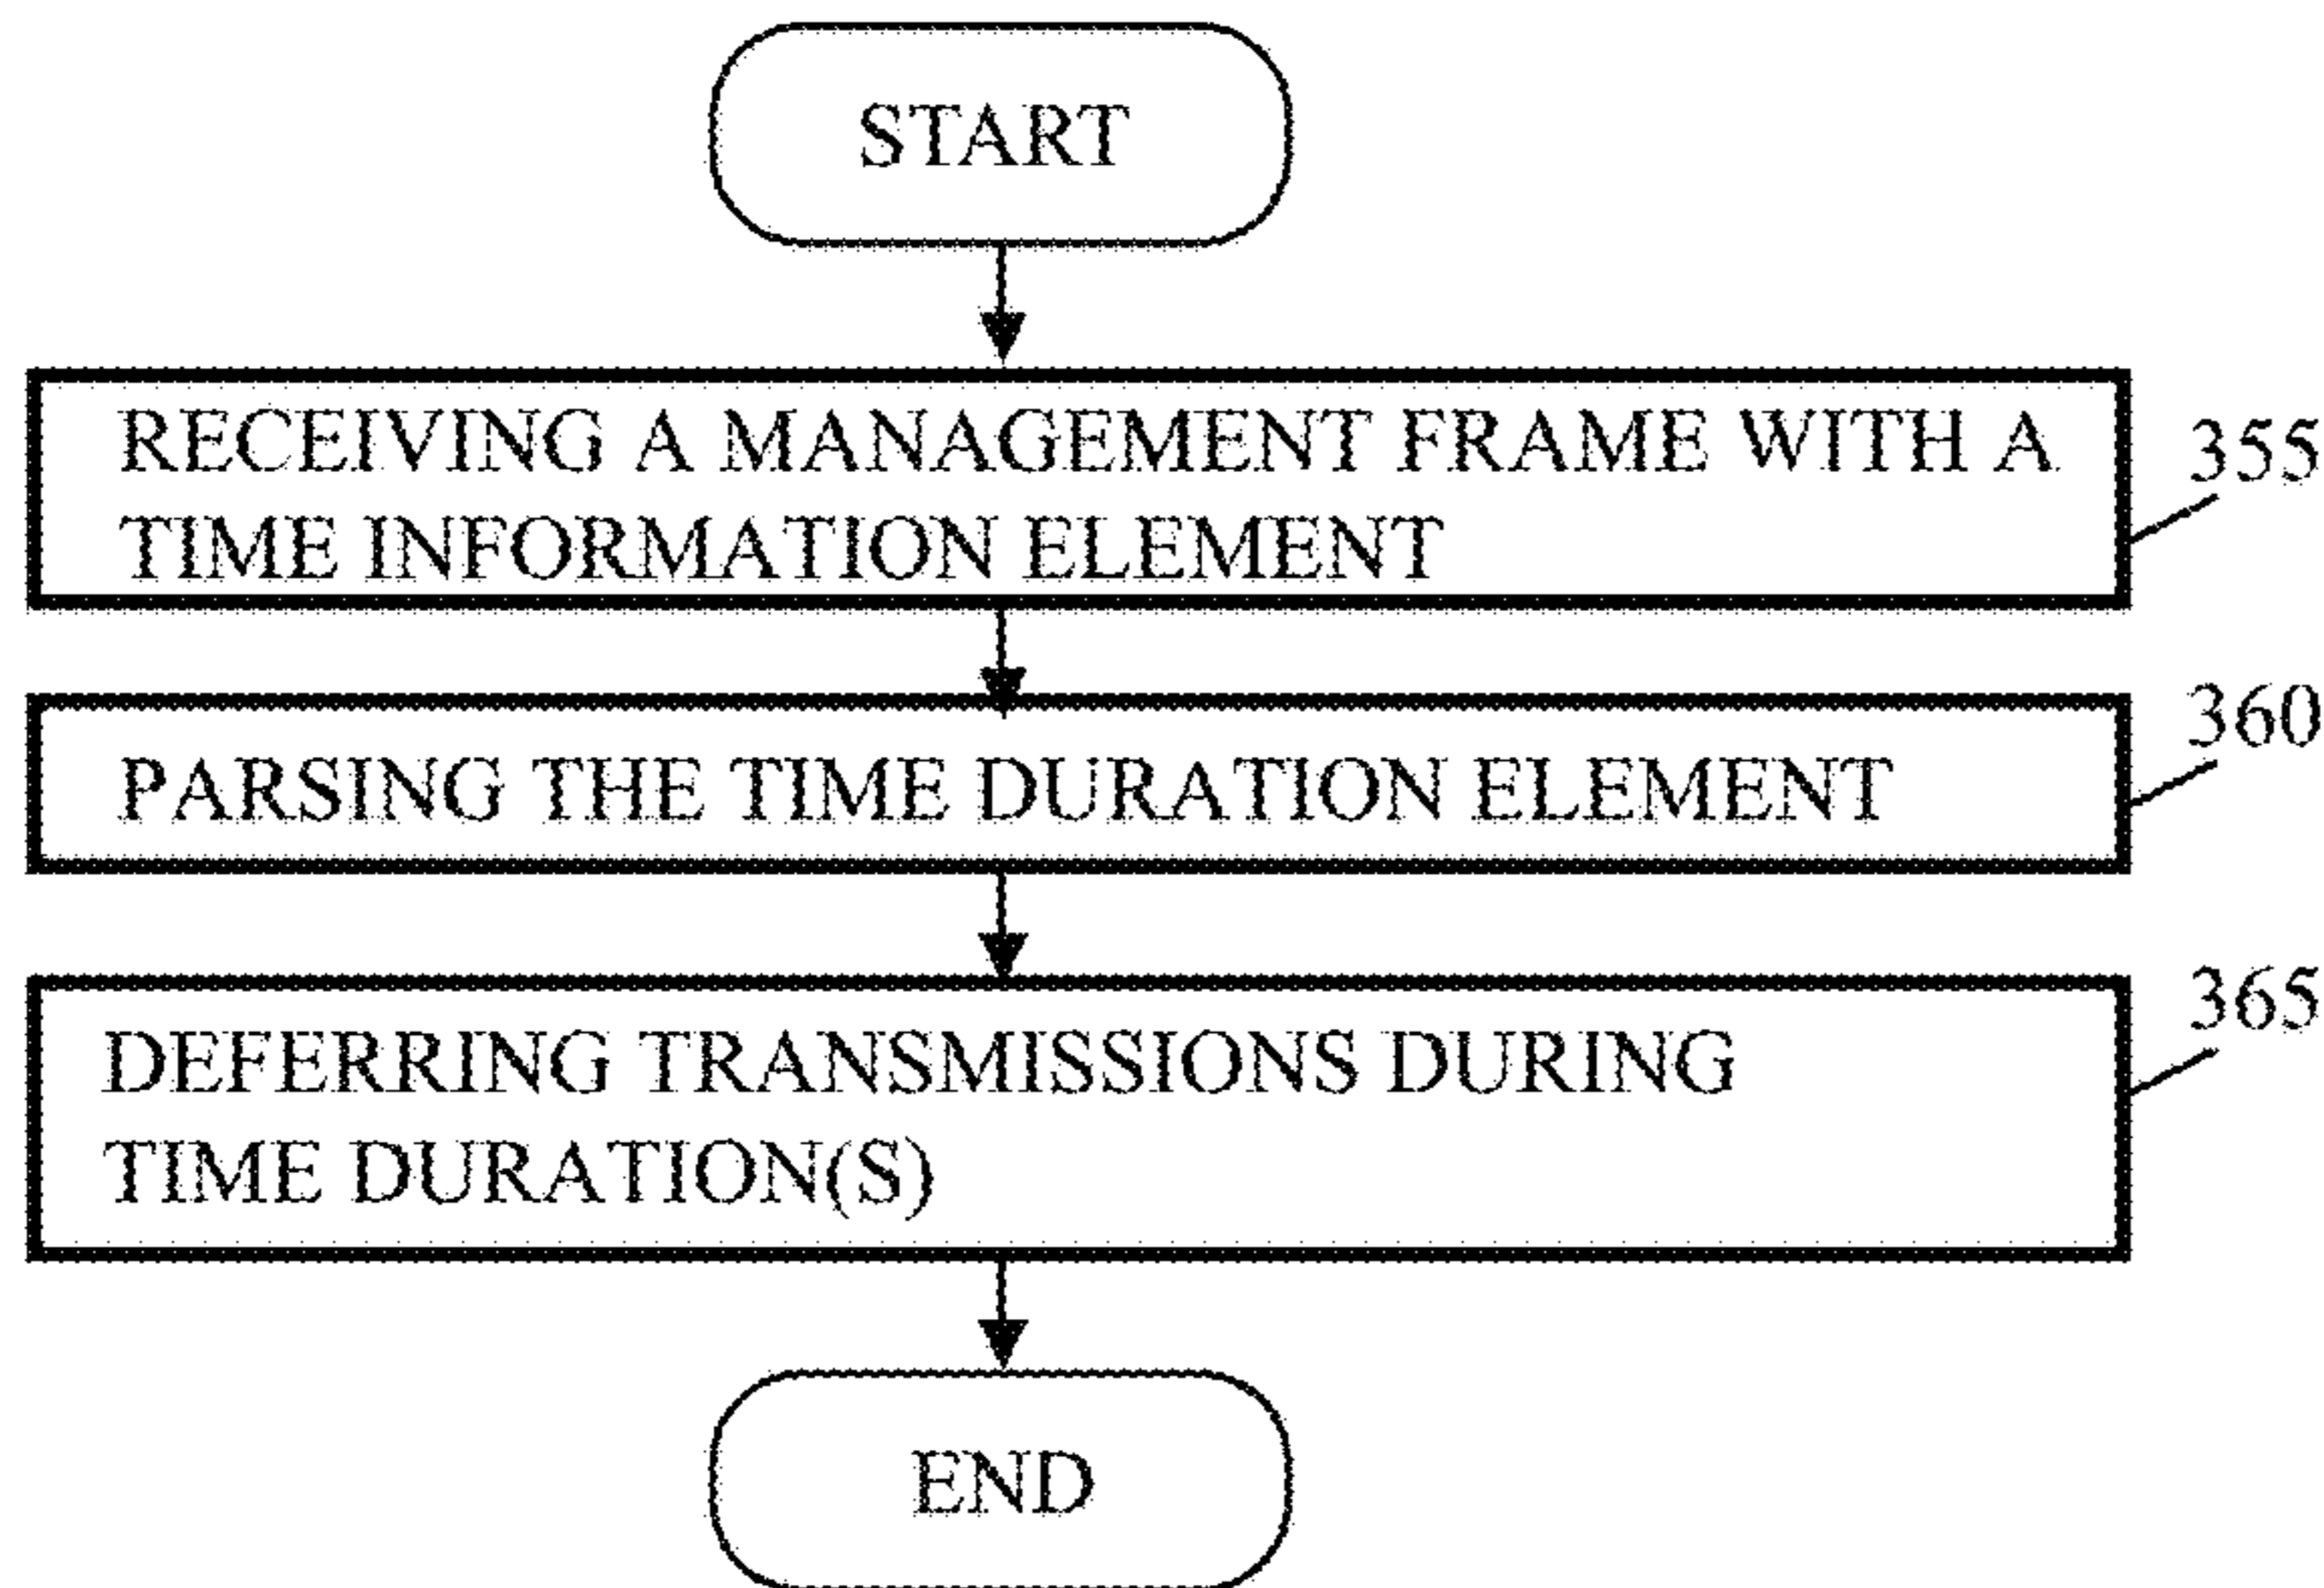 START
RECEIVING A MANAGEMENT FRAME WITH A
TIME INFORMATION ELEMENT
355
PARSING THE TIME DURATION ELEMENT
360
DEFERRING TRANSMISSIONS DURING
TIME DURATION(S)
365
END